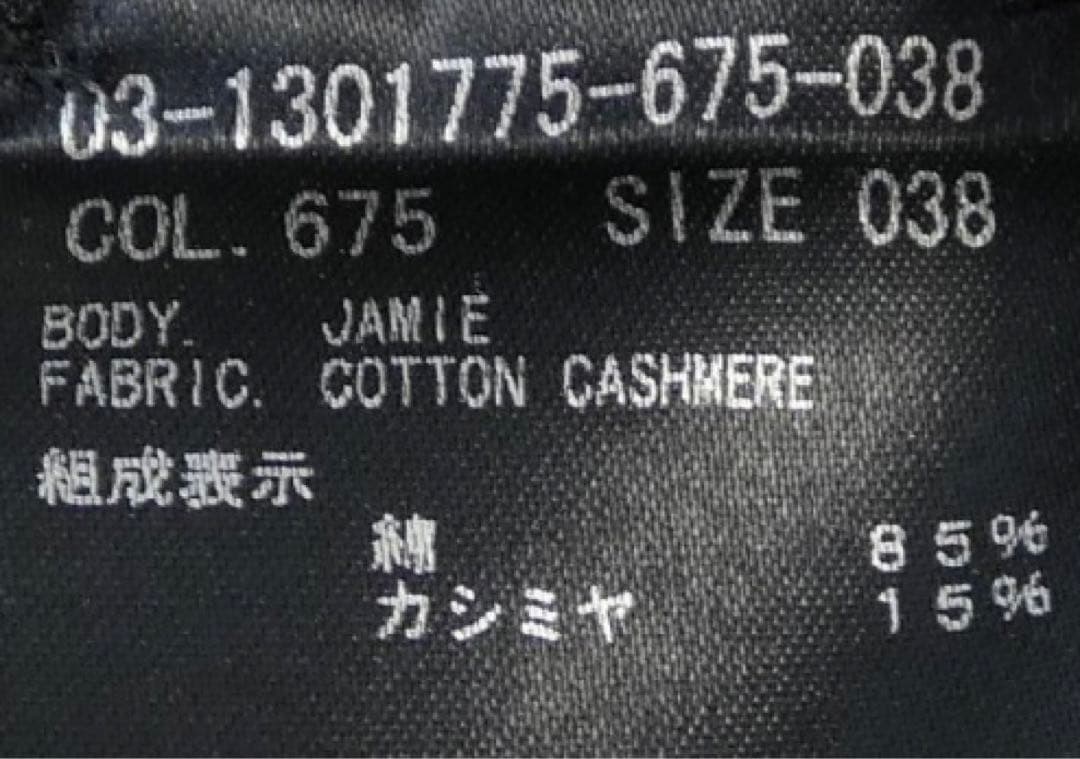 03-1301775-675-038
COL. 675 SIZE 038
BODY. JAMIE
FABRIC. COTTON CASHMERE
組成表示
綿 85%
カシミヤ 15%